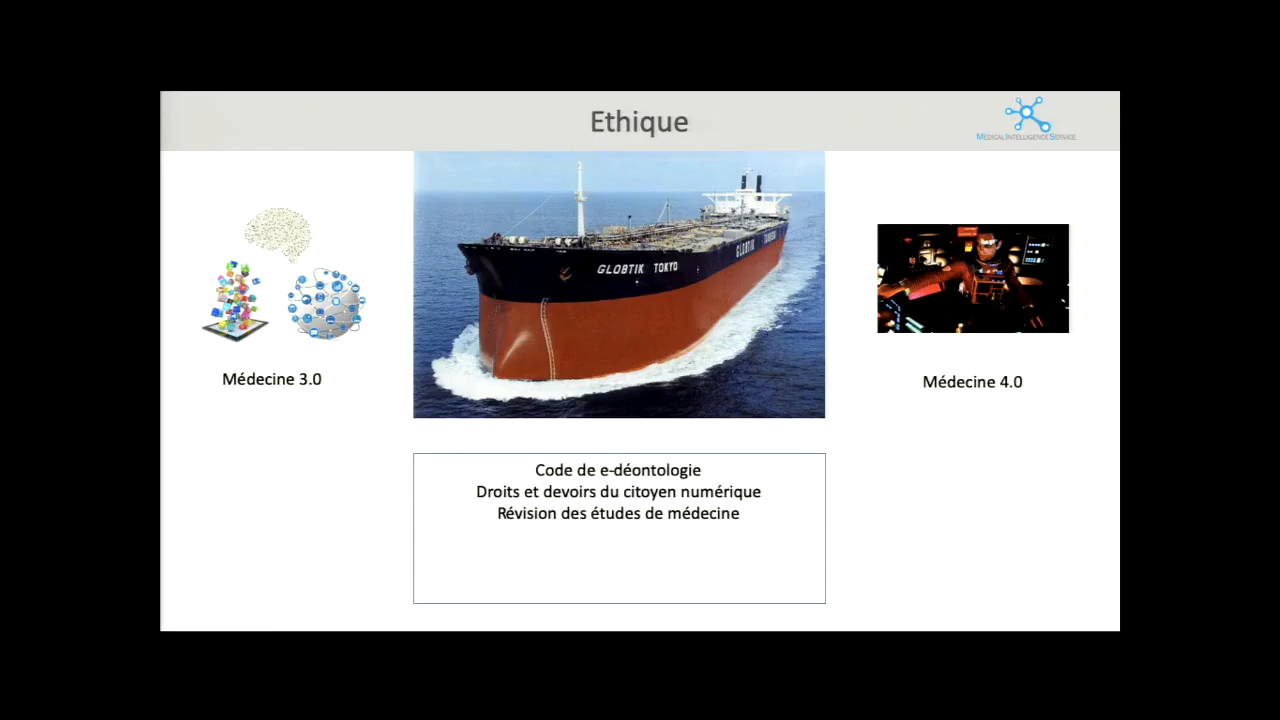 Ethique
MEDICAL INTELLIGENCE SERVICE
GLOBTIK TOKYO
GLOBTIK
Médecine 3.0
Médecine 4.0
Code de e-déontologie
Droits et devoirs du citoyen numérique
Révision des études de médecine